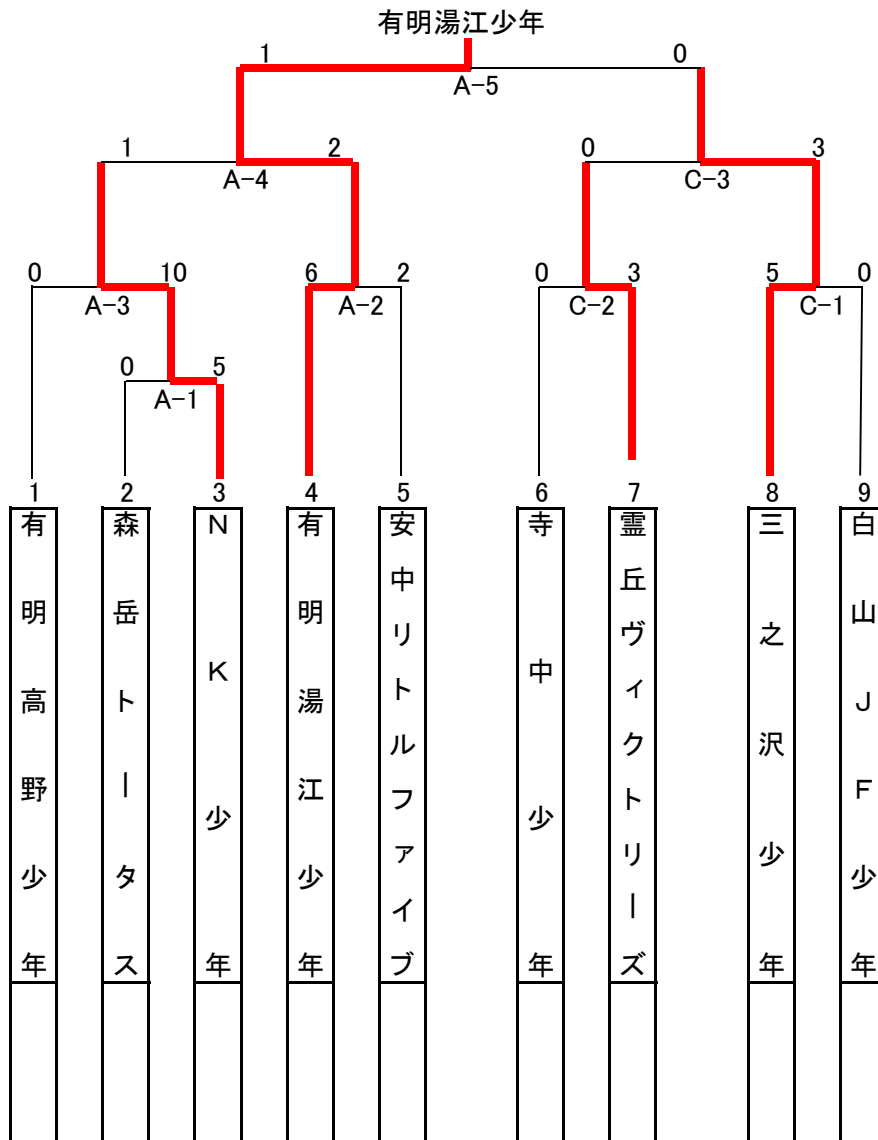 有明湯江少年
1 0
A-5
1 2 0 3
A-4 C-3
0 10 6 2 0 3 5 0
A-3 A-2 C-2 C-1
0 5
A-1
1 2 3 4 5 6 7 8 9
有明高野少年
森岳トータス
NK少年
有明湯江少年
安中リトルファイブ
寺中少年
霊丘ヴィクトリーズ
三之沢少年
白山JF少年